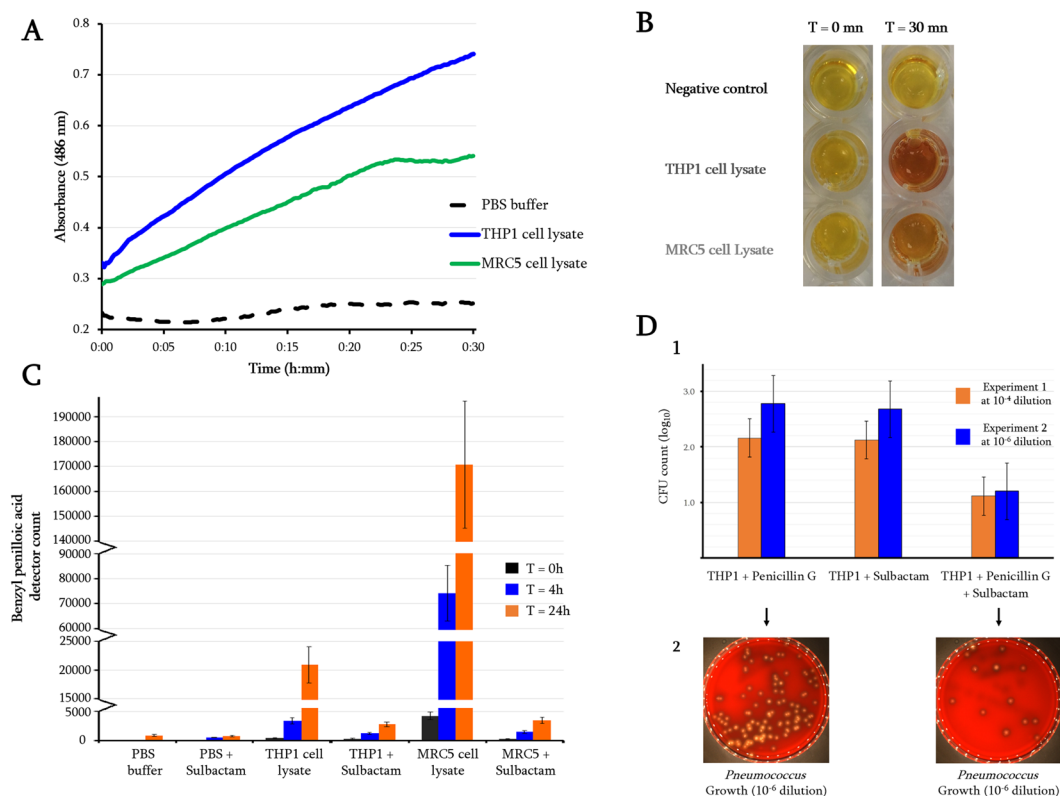 A
0.8
0.7
0.6
0.5
0.4
0.3
0.2
Absorbance (486 nm)
0:00 0:05 0:10 0:15 0:20 0:25 0:30
Time (h:mm)
PBS buffer
THP1 cell lysate
MRC5 cell lysate
B
T = 0 mn T = 30 mn
Negative control
THP1 cell lysate
MRC5 cell Lysate
C
Benzyl penilloic acid
detector count
190000
180000
170000
160000
150000
140000
90000
80000
70000
60000
25000
20000
15000
5000
0
T = 0h
T = 4h
T = 24h
PBS
buffer
PBS +
Sulbactam
THP1 cell
lysate
THP1 +
Sulbactam
MRC5 cell
lysate
MRC5 +
Sulbactam
D
1
CFU count (log₁₀)
3.0
2.0
1.0
Experiment 1
at 10⁻⁴ dilution
Experiment 2
at 10⁻⁶ dilution
THP1 + Penicillin G
THP1 + Sulbactam
THP1 + Penicillin G
+ Sulbactam
2
Pneumococcus
Growth (10⁻⁶ dilution)
Pneumococcus
Growth (10⁻⁶ dilution)